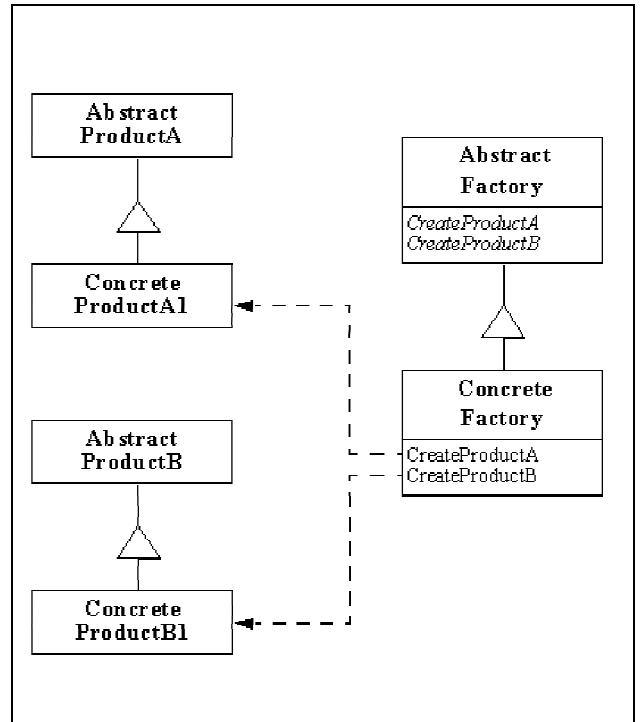 Abstract
ProductA
Concrete
ProductA1
Abstract
ProductB
Concrete
ProductB1
Abstract
Factory
CreateProductA
CreateProductB
Concrete
Factory
CreateProductA
CreateProductB